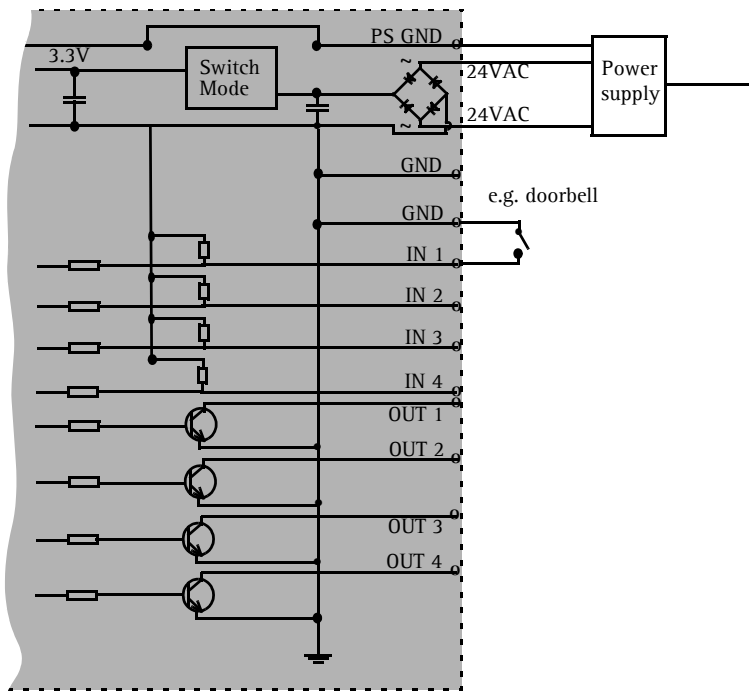 PS GND
3.3V
Switch
Mode
~
24VAC
Power
supply
~
24VAC
GND
e.g. doorbell
GND
IN 1
IN 2
IN 3
IN 4
OUT 1
OUT 2
OUT 3
OUT 4